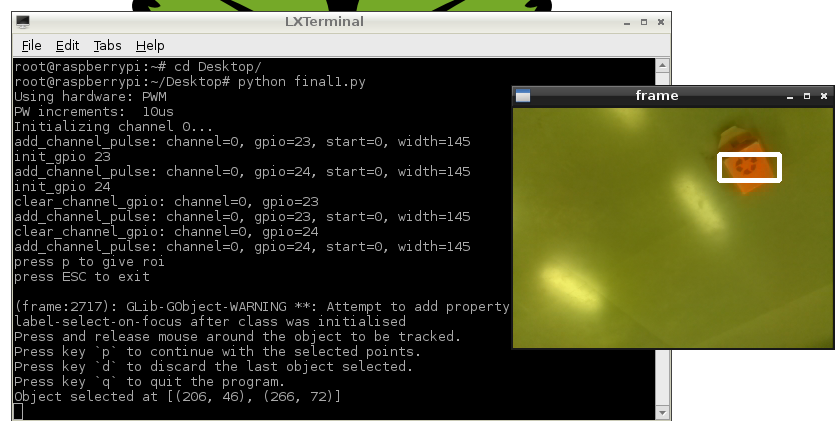 LXTerminal
File Edit Tabs Help
root@raspberrypi:~# cd Desktop/
root@raspberrypi:~/Desktop# python final1.py
Using hardware: PWM
PW increments:  10us
Initializing channel 0...
add_channel_pulse: channel=0, gpio=23, start=0, width=145
init_gpio 23
add_channel_pulse: channel=0, gpio=24, start=0, width=145
init_gpio 24
clear_channel_gpio: channel=0, gpio=23
add_channel_pulse: channel=0, gpio=23, start=0, width=145
clear_channel_gpio: channel=0, gpio=24
add_channel_pulse: channel=0, gpio=24, start=0, width=145
press p to give roi
press ESC to exit
(frame:2717): GLib-GObject-WARNING **: Attempt to add property
label-select-on-focus after class was initialised
Press and release mouse around the object to be tracked.
Press key `p` to continue with the selected points.
Press key `d` to discard the last object selected.
Press key `q` to quit the program.
Object selected at [(206, 46), (266, 72)]
frame